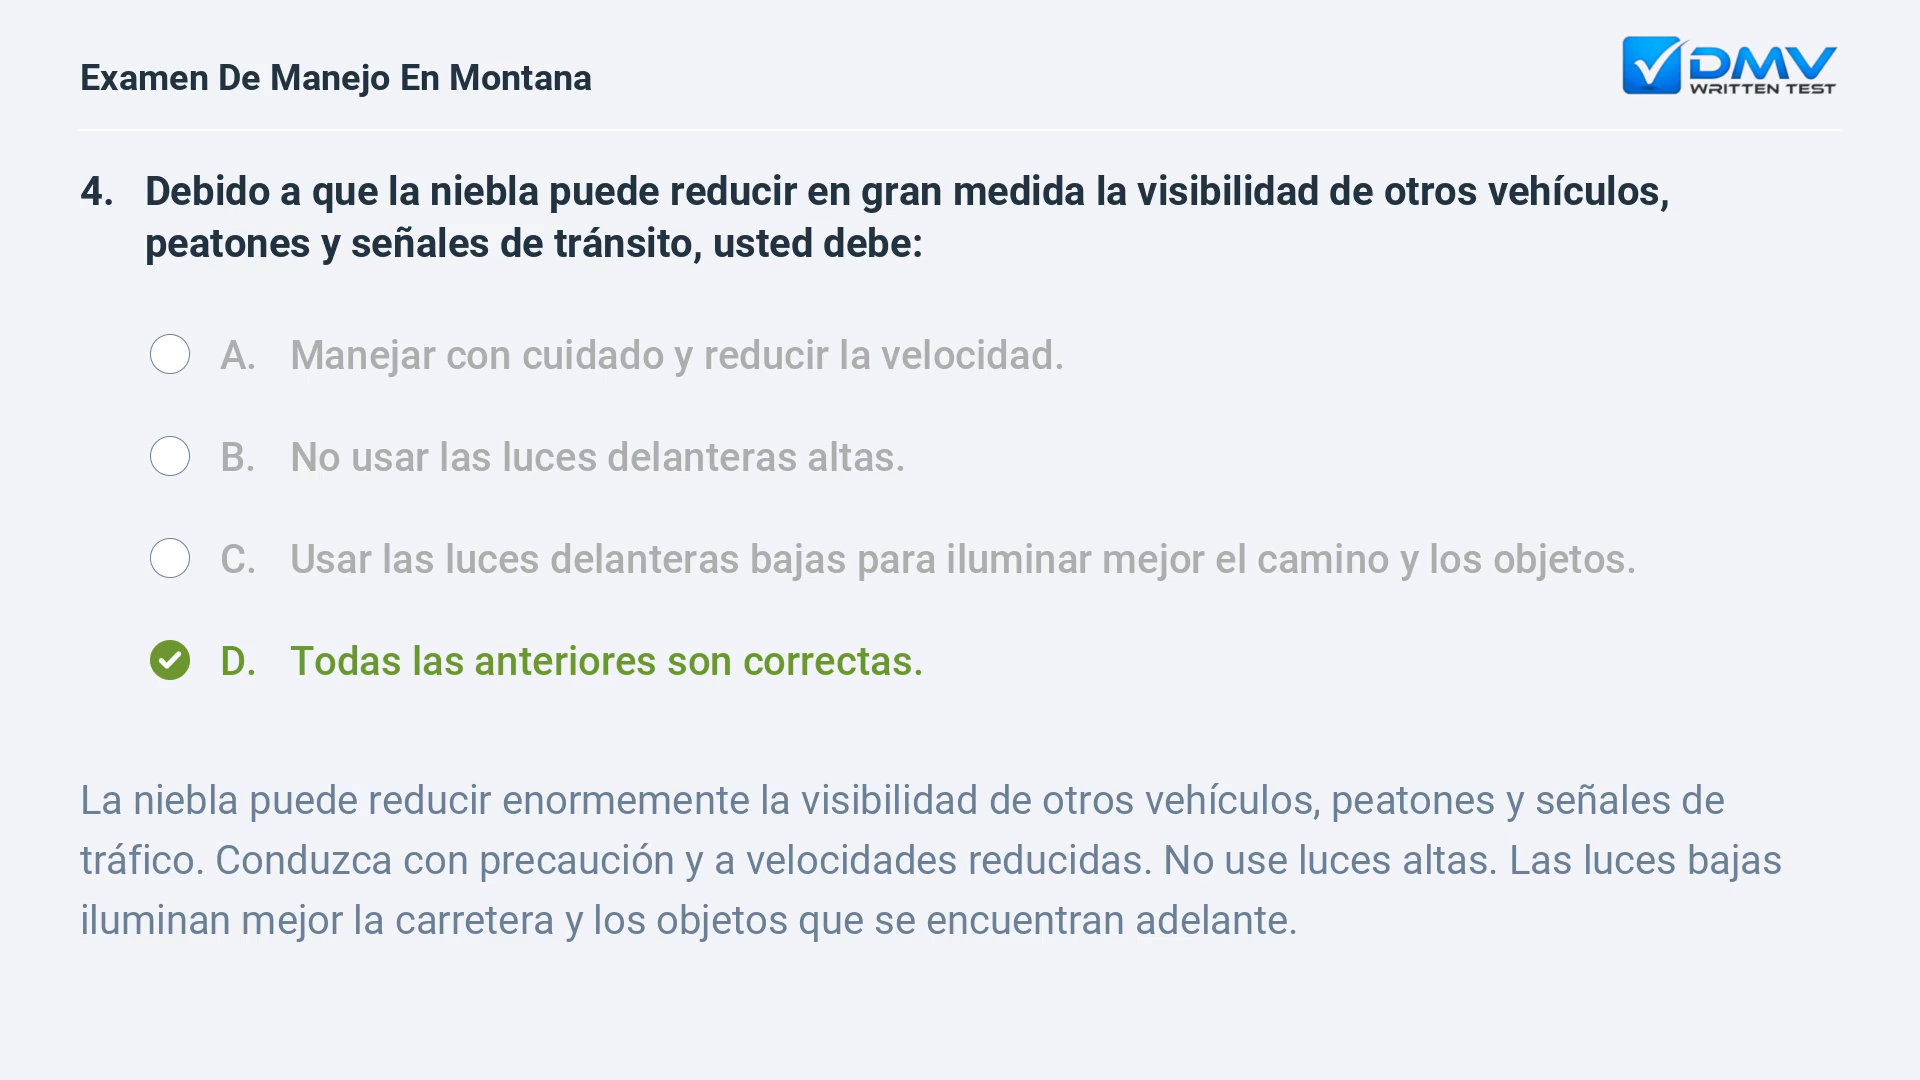 Examen De Manejo En Montana
DMV
WRITTEN TEST
4. Debido a que la niebla puede reducir en gran medida la visibilidad de otros vehículos,
peatones y señales de tránsito, usted debe:
A. Manejar con cuidado y reducir la velocidad.
B. No usar las luces delanteras altas.
C. Usar las luces delanteras bajas para iluminar mejor el camino y los objetos.
D. Todas las anteriores son correctas.
La niebla puede reducir enormemente la visibilidad de otros vehículos, peatones y señales de
tráfico. Conduzca con precaución y a velocidades reducidas. No use luces altas. Las luces bajas
iluminan mejor la carretera y los objetos que se encuentran adelante.